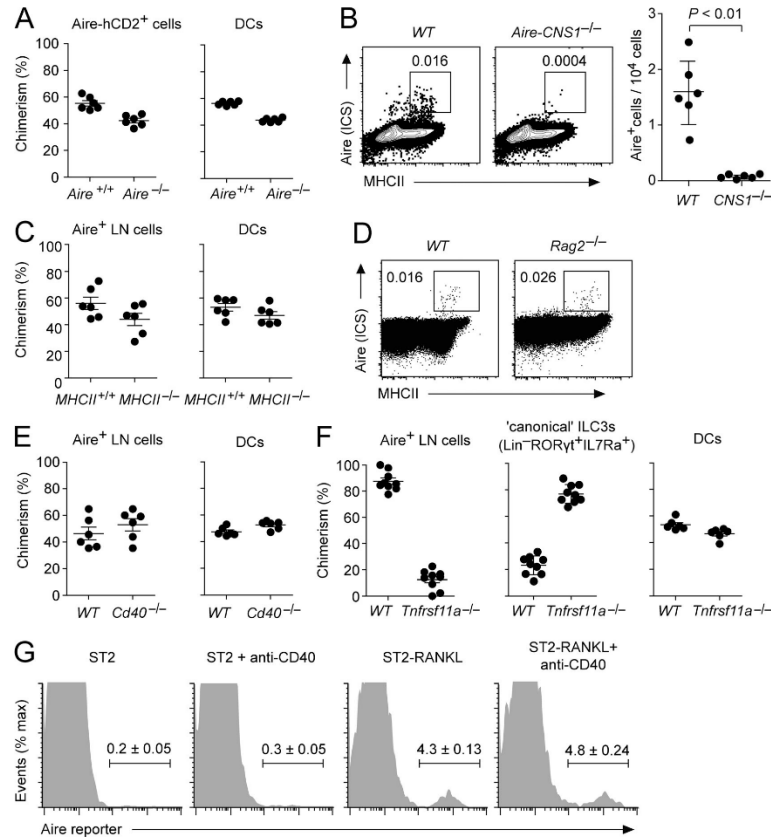 A
Aire-hCD2⁺ cells
DCs
Chimerism (%)
100
80
60
40
20
0
Aire⁺/⁺ Aire⁻/⁻
Aire⁺/⁺ Aire⁻/⁻
B
WT
Aire-CNS1⁻/⁻
P < 0.01
0.016
0.0004
Aire (ICS)
MHCII
Aire⁺cells / 10⁴ cells
3
2
1
0
WT CNS1⁻/⁻
C
Aire⁺ LN cells
DCs
Chimerism (%)
100
80
60
40
20
0
MHCII⁺/⁺ MHCII⁻/⁻
MHCII⁺/⁺ MHCII⁻/⁻
D
WT
Rag2⁻/⁻
0.016
0.026
Aire (ICS)
MHCII
E
Aire⁺ LN cells
DCs
Chimerism (%)
100
80
60
40
20
0
WT Cd40⁻/⁻
WT Cd40⁻/⁻
F
Aire⁺ LN cells
'canonical' ILC3s
(Lin⁻RORγt⁺IL7Ra⁺)
DCs
Chimerism (%)
100
80
60
40
20
0
WT Tnfrsf11a⁻/⁻
WT Tnfrsf11a⁻/⁻
WT Tnfrsf11a⁻/⁻
G
ST2
ST2 + anti-CD40
ST2-RANKL
ST2-RANKL+
anti-CD40
Events (% max)
0.2 ± 0.05
0.3 ± 0.05
4.3 ± 0.13
4.8 ± 0.24
Aire reporter